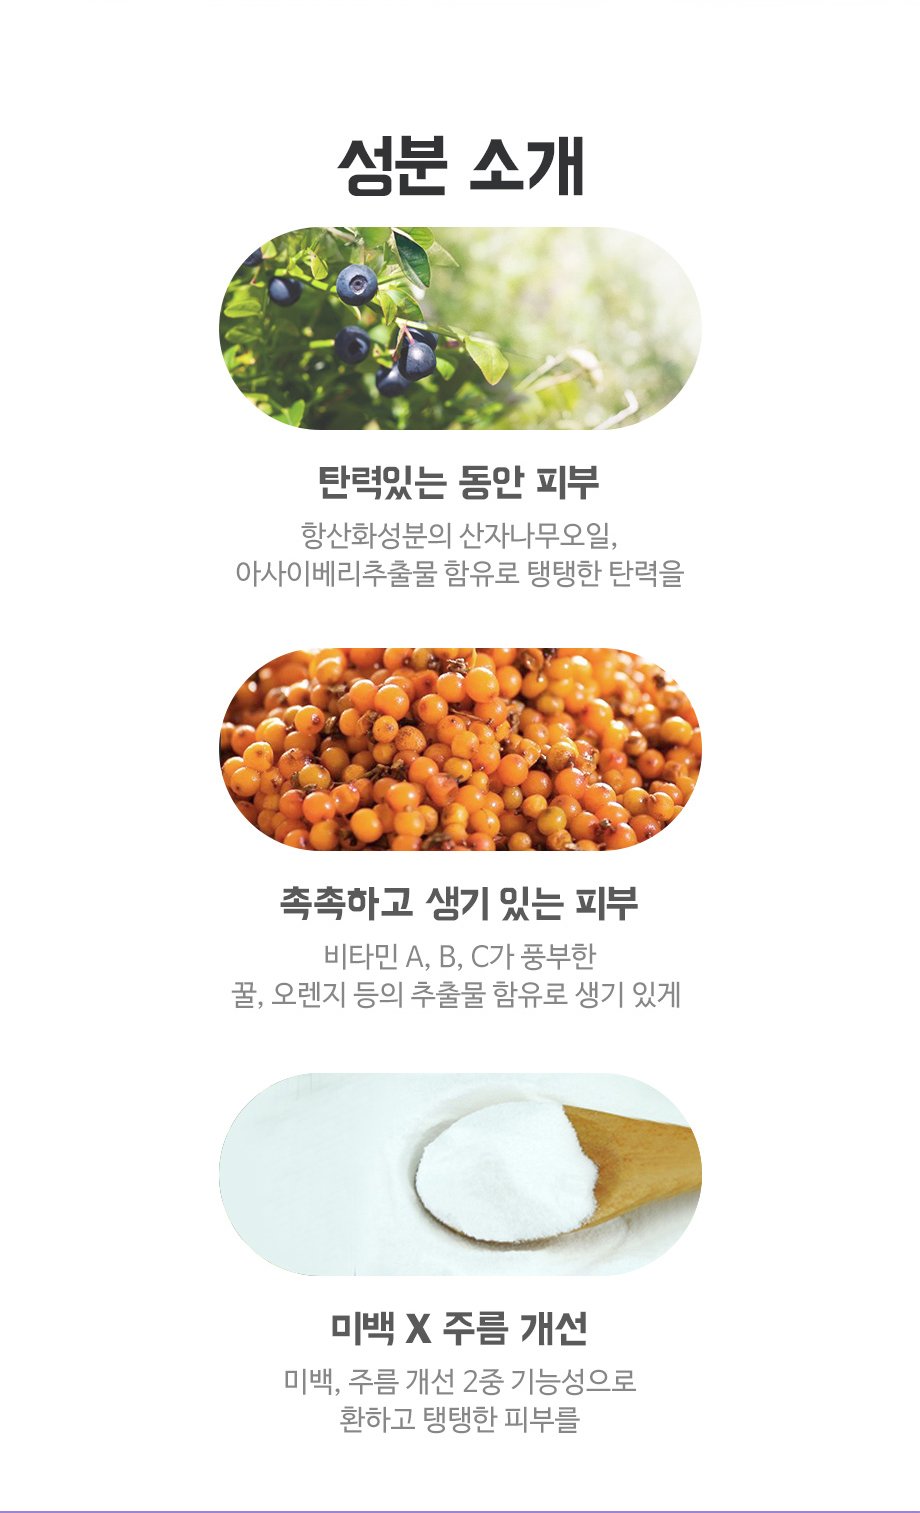 성분 소개
탄력있는 동안 피부
항산화성분의 산자나무오일,
아사이베리추출물 함유로 탱탱한 탄력을
촉촉하고 생기 있는 피부
비타민 A, B, C가 풍부한
꿀, 오렌지 등의 추출물 함유로 생기 있게
미백 X 주름 개선
미백, 주름 개선 2중 기능성으로
환하고 탱탱한 피부를